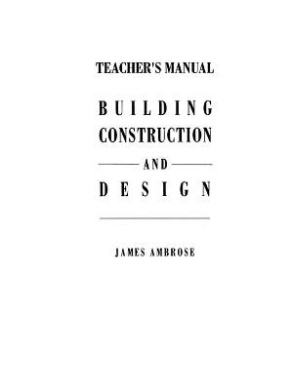 TEACHER'S MANUAL
BUILDING
CONSTRUCTION
AND
DESIGN
JAMES AMBROSE